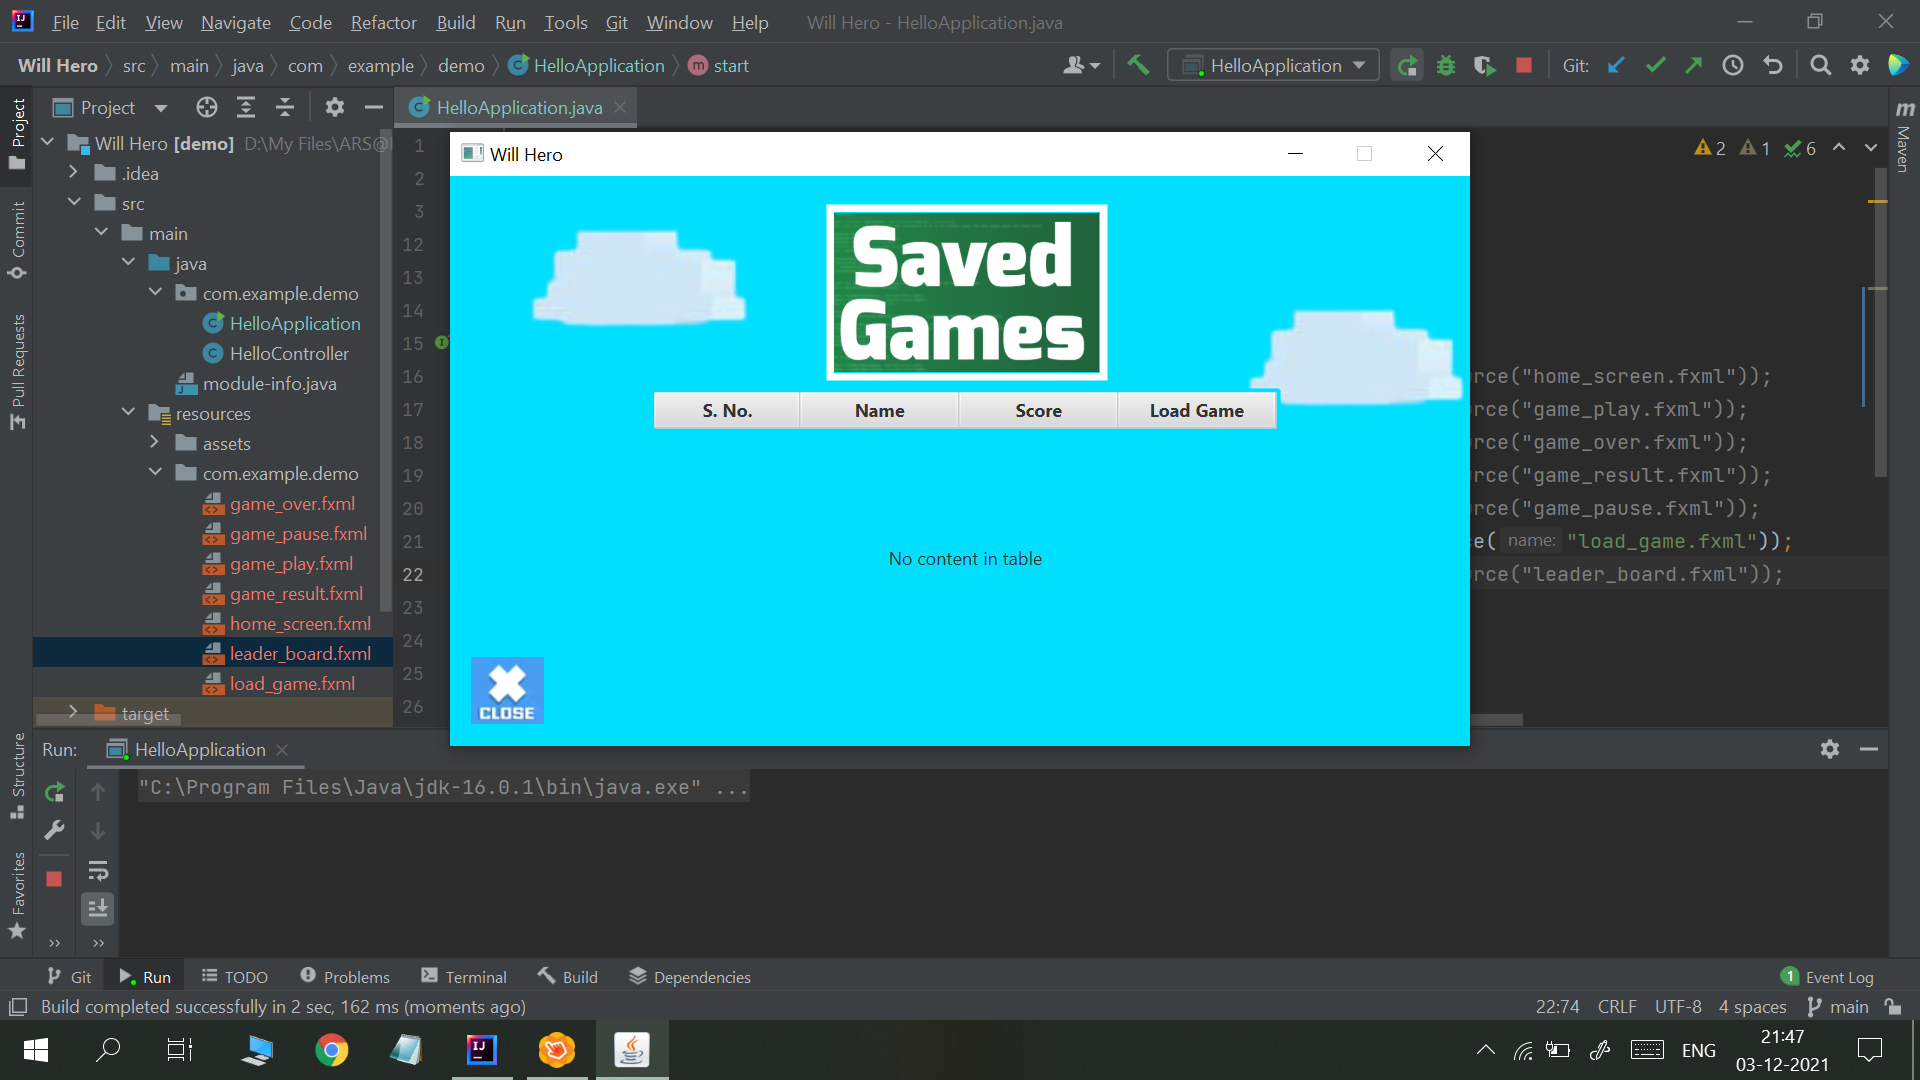 File Edit View Navigate Code Refactor Build Run Tools Git Window Help Will Hero - HelloApplication.java
Will Hero src main java com example demo HelloApplication m start HelloApplication Git:
Project HelloApplication.java
Project
Commit
Pull Requests
Structure
Favorites
m Maven
Will Hero [demo] D:\My Files\ARS@
.idea
src
main
java
com.example.demo
HelloApplication
HelloController
module-info.java
resources
assets
com.example.demo
game_over.fxml
game_pause.fxml
game_play.fxml
game_result.fxml
home_screen.fxml
leader_board.fxml
load_game.fxml
target
1
2
3
12
13
14
15
16
17
18
19
20
21
22
23
24
25
26
2 1 6
rce("home_screen.fxml"));
rce("game_play.fxml"));
rce("game_over.fxml"));
rce("game_result.fxml"));
rce("game_pause.fxml"));
e( name: "load_game.fxml"));
rce("leader_board.fxml"));
Will Hero
Saved
Games
S. No. Name Score Load Game
No content in table
CLOSE
Run: HelloApplication
"C:\Program Files\Java\jdk-16.0.1\bin\java.exe" ...
Git Run TODO Problems Terminal Build Dependencies 1 Event Log
Build completed successfully in 2 sec, 162 ms (moments ago) 22:74 CRLF UTF-8 4 spaces main
IJ ENG 21:47
03-12-2021